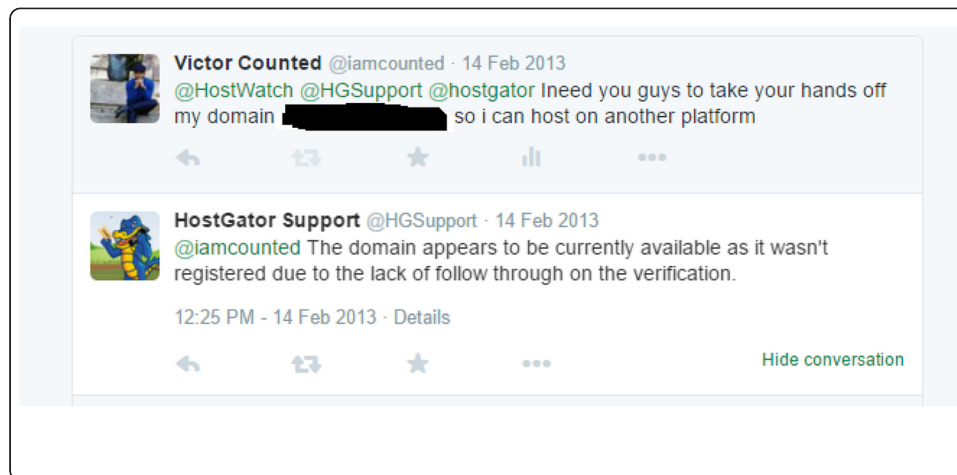 Victor Counted @iamcounted · 14 Feb 2013
@HostWatch @HGSupport @hostgator Ineed you guys to take your hands off
my domain so i can host on another platform
HostGator Support @HGSupport · 14 Feb 2013
@iamcounted The domain appears to be currently available as it wasn't
registered due to the lack of follow through on the verification.
12:25 PM - 14 Feb 2013 · Details
Hide conversation